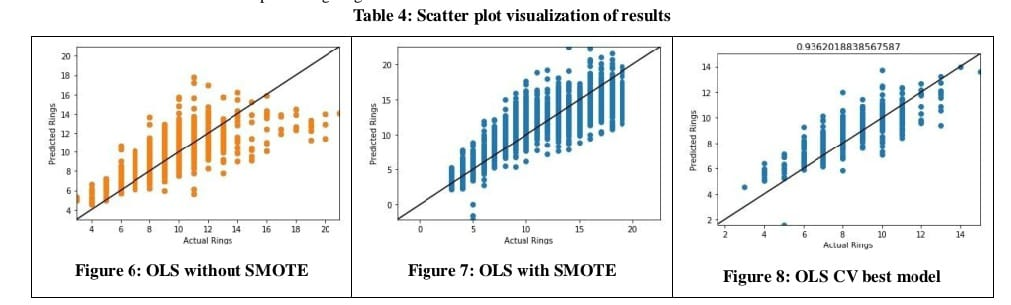 Table 4: Scatter plot visualization of results
20
18
16
14
12
10
8
6
4
Predicted Rings
4 6 8 10 12 14 16 18 20
Actual Rings
Figure 6: OLS without SMOTE
20
15
10
5
0
Predicted Rings
0 5 10 15 20
Actual Rings
Figure 7: OLS with SMOTE
0.9362018838567587
14
12
10
8
6
4
2
Predicted Rings
2 4 6 8 10 12 14
Actual Rings
Figure 8: OLS CV best model